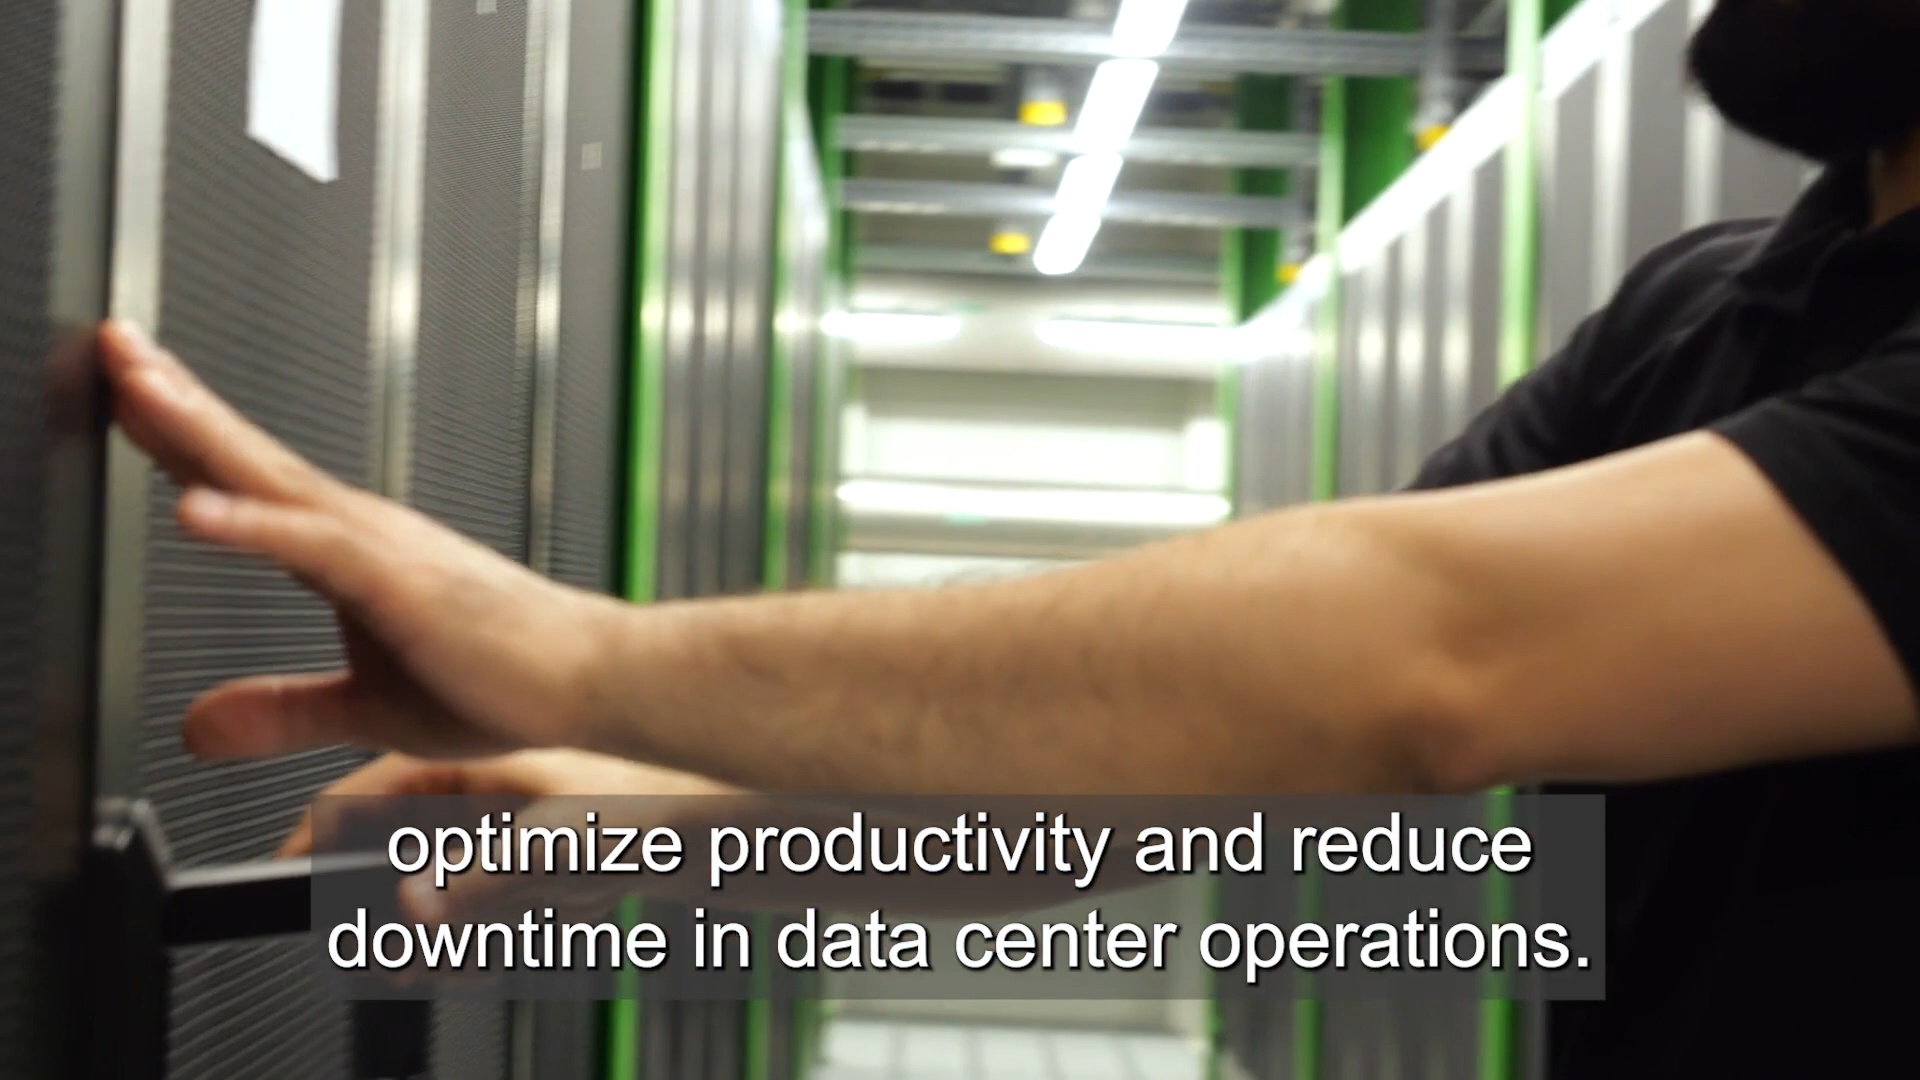 optimize productivity and reduce
downtime in data center operations.